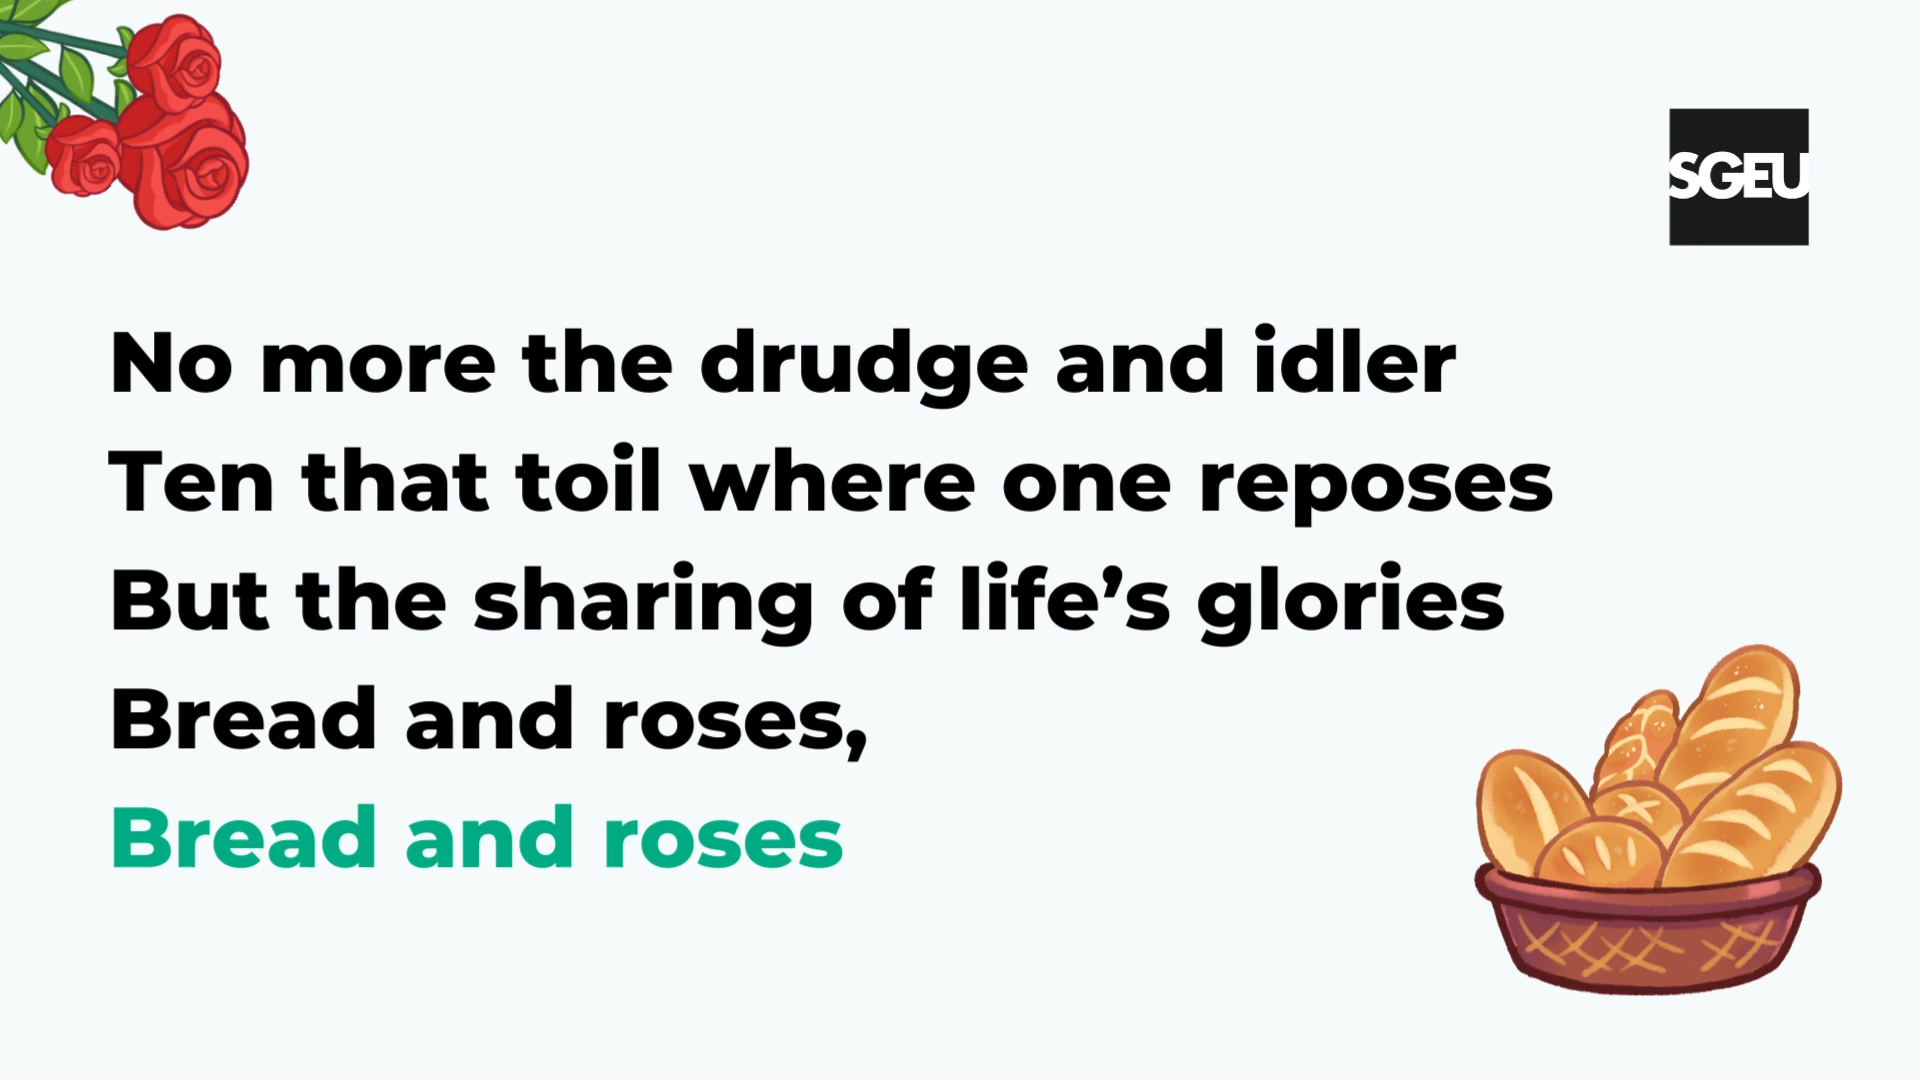 SGEU
No more the drudge and idler
Ten that toil where one reposes
But the sharing of life’s glories
Bread and roses,
Bread and roses